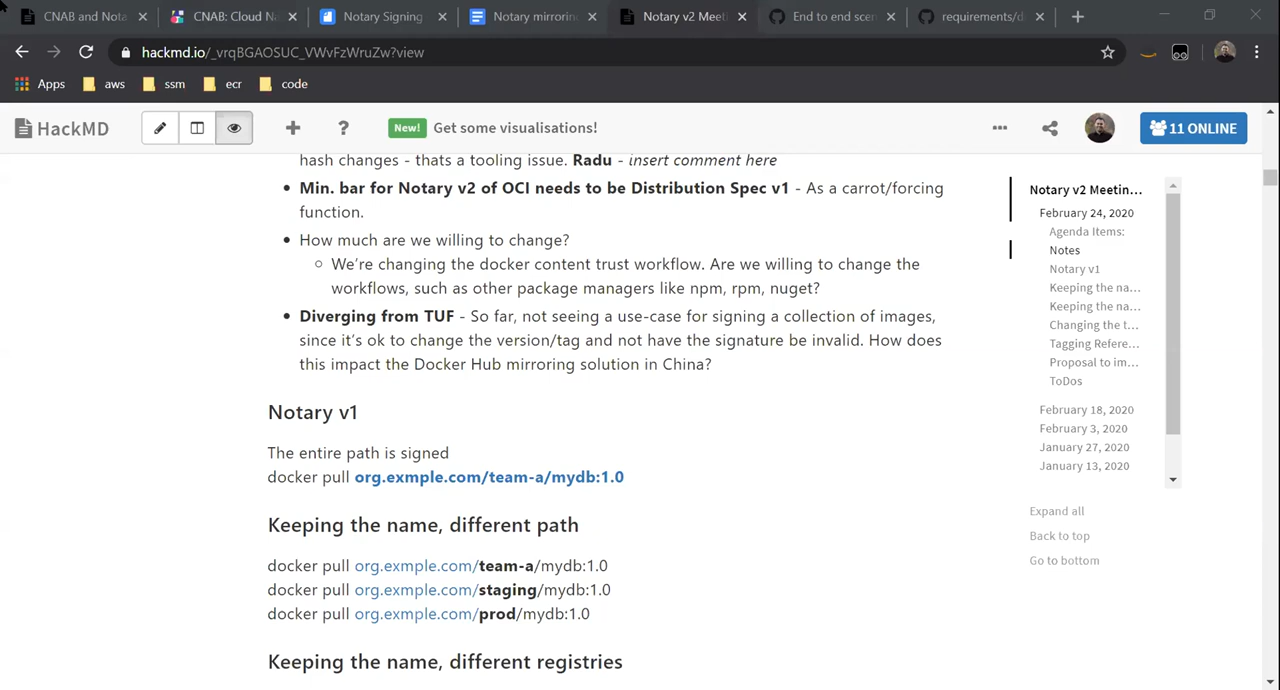 CNAB and Nota
CNAB: Cloud N
Notary Signing
Notary mirrorin
Notary v2 Meet
End to end scen
requirements/d
hackmd.io/_vrqBGAOSUC_VWvFzWruZw?view
Apps aws ssm ecr code
HackMD
New! Get some visualisations!
11 ONLINE
hash changes - thats a tooling issue. Radu - insert comment here
• Min. bar for Notary v2 of OCI needs to be Distribution Spec v1 - As a carrot/forcing
function.
• How much are we willing to change?
We're changing the docker content trust workflow. Are we willing to change the
workflows, such as other package managers like npm, rpm, nuget?
• Diverging from TUF - So far, not seeing a use-case for signing a collection of images,
since it's ok to change the version/tag and not have the signature be invalid. How does
this impact the Docker Hub mirroring solution in China?
Notary v1
The entire path is signed
docker pull org.exmple.com/team-a/mydb:1.0
Keeping the name, different path
docker pull org.exmple.com/team-a/mydb:1.0
docker pull org.exmple.com/staging/mydb:1.0
docker pull org.exmple.com/prod/mydb:1.0
Keeping the name, different registries
Notary v2 Meetin...
February 24, 2020
Agenda Items:
Notes
Notary v1
Keeping the na...
Keeping the na...
Changing the t...
Tagging Refere...
Proposal to im...
ToDos
February 18, 2020
February 3, 2020
January 27, 2020
January 13, 2020
Expand all
Back to top
Go to bottom